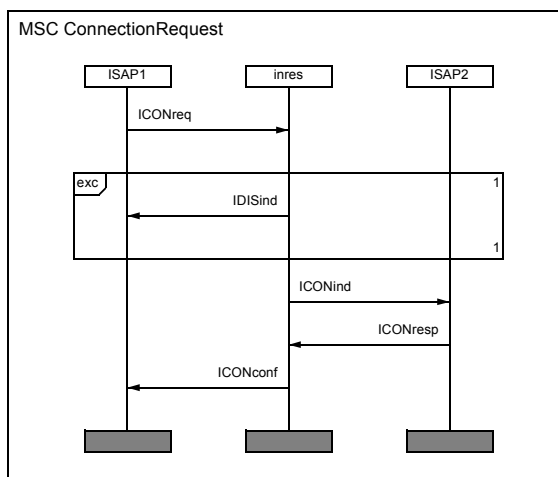 MSC ConnectionRequest
ISAP1 inres ISAP2
ICONreq
exc 1
IDISind
1
ICONind
ICONresp
ICONconf